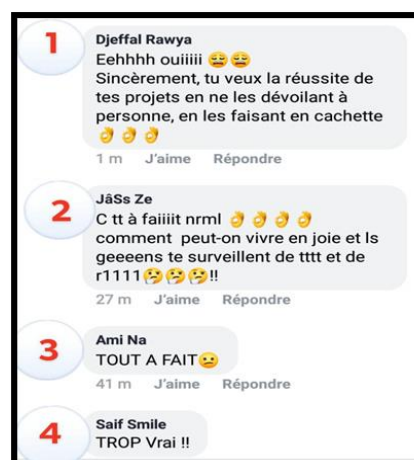 1
Djeffal Rawya
Eehhhh ouiiiii 😩 😩
Sincèrement, tu veux la réussite de
tes projets en ne les dévoilant à
personne, en les faisant en cachette
👌 👌 👌
1 m J'aime Répondre
2
JâSs Ze
C tt à faiiiit nrml 👌 👌 👌 👌
comment peut-on vivre en joie et ls
geeeens te surveillent de tttt et de
r1111🤔🤔🤔!!
27 m J'aime Répondre
3
Ami Na
TOUT A FAIT😕
41 m J'aime Répondre
4
Saif Smile
TROP Vrai !!